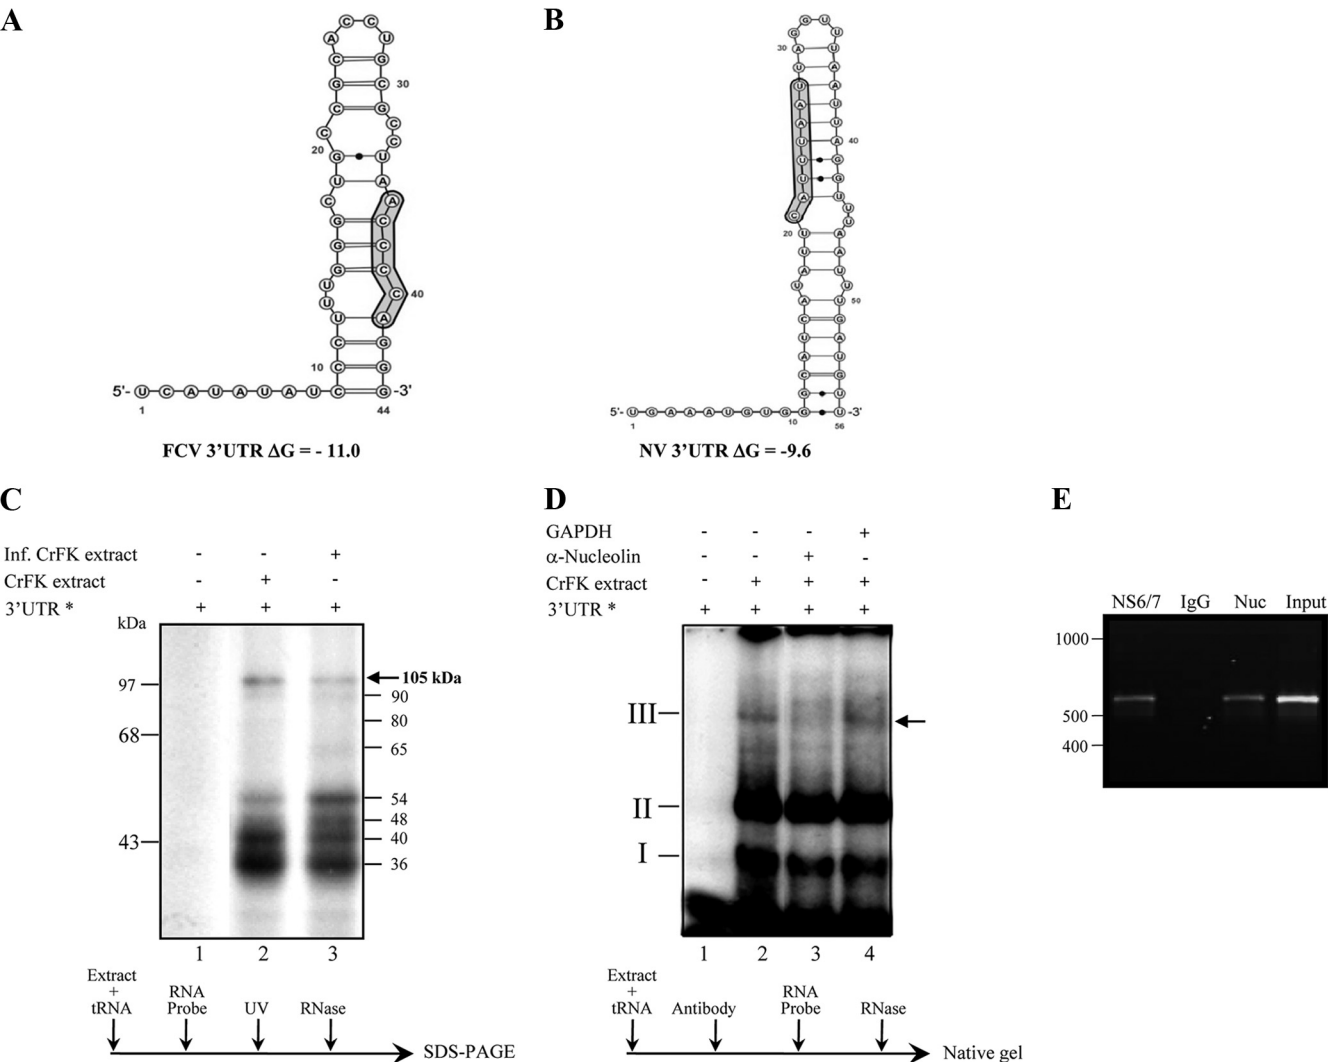 A
B
30
20
40
10
5'-UCAUAUAUC
G-3'
1
44
FCV 3'UTR ΔG = - 11.0
30
40
20
50
5'-UGAAAUGUGG
U-3'
1
10
56
NV 3'UTR ΔG = -9.6
C
D
E
Inf. CrFK extract - - +
CrFK extract - + -
3'UTR * + + +
kDa
97
68
43
105 kDa
90
80
65
54
48
40
36
1 2 3
Extract + tRNA
RNA Probe
UV
RNase
SDS-PAGE
GAPDH - - - +
α-Nucleolin - - + -
CrFK extract - + + +
3'UTR * + + + +
III
II
I
1 2 3 4
Extract + tRNA
Antibody
RNA Probe
RNase
Native gel
NS6/7 IgG Nuc Input
1000
500
400